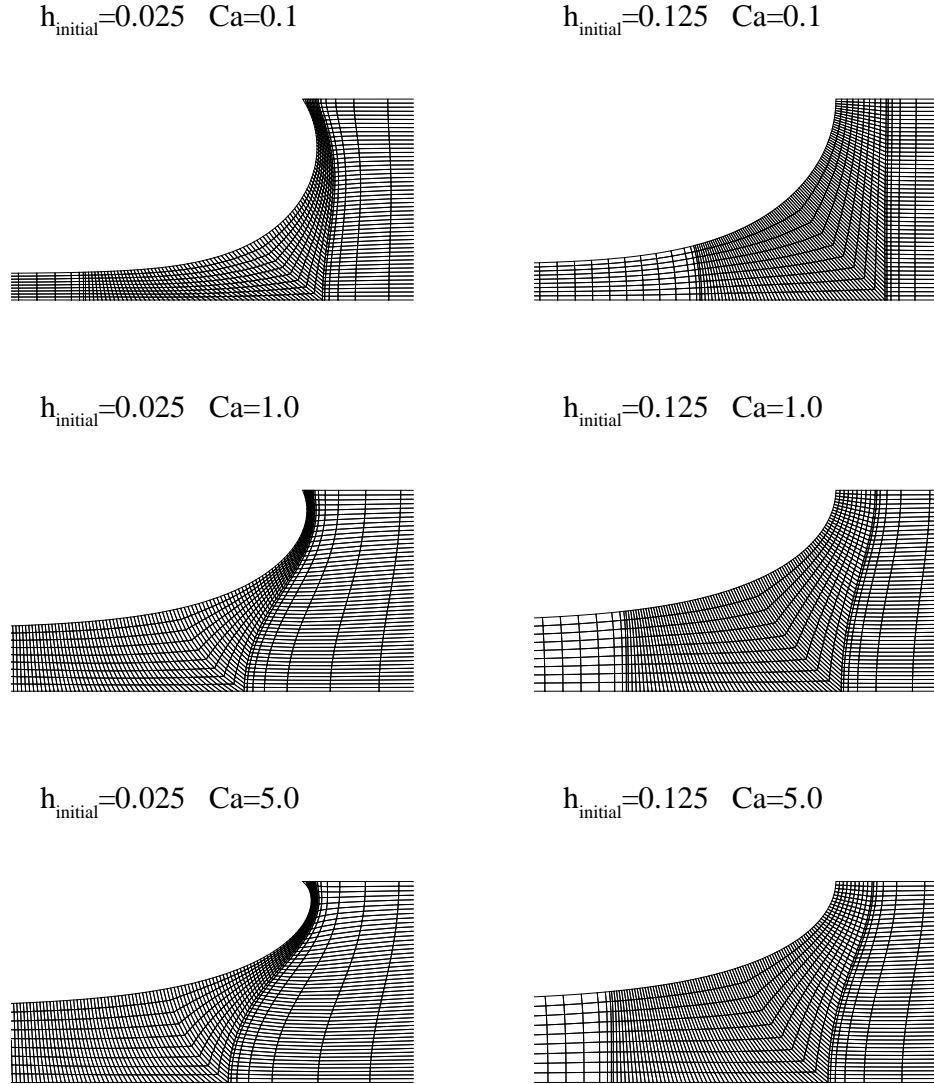 h_initial=0.025 Ca=0.1
h_initial=0.125 Ca=0.1
h_initial=0.025 Ca=1.0
h_initial=0.125 Ca=1.0
h_initial=0.025 Ca=5.0
h_initial=0.125 Ca=5.0